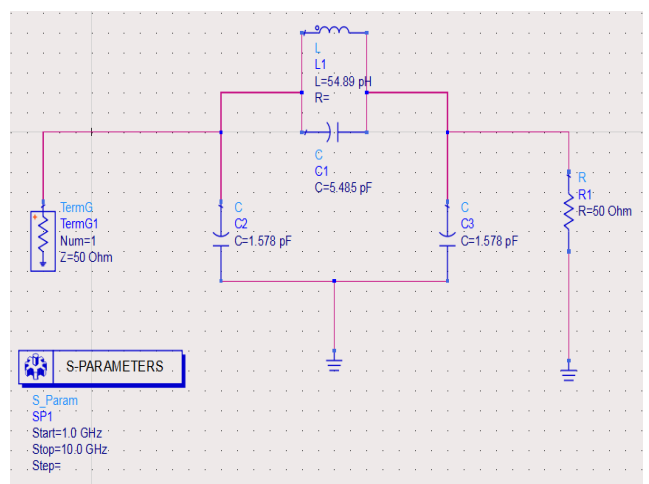 L
L1
L=54.89 pH
R=
C
C1
C=5.485 pF
TermG
TermG1
Num=1
Z=50 Ohm
C
C2
C=1.578 pF
C
C3
C=1.578 pF
R
R1
R=50 Ohm
S-PARAMETERS
S_Param
SP1
Start=1.0 GHz
Stop=10.0 GHz
Step=